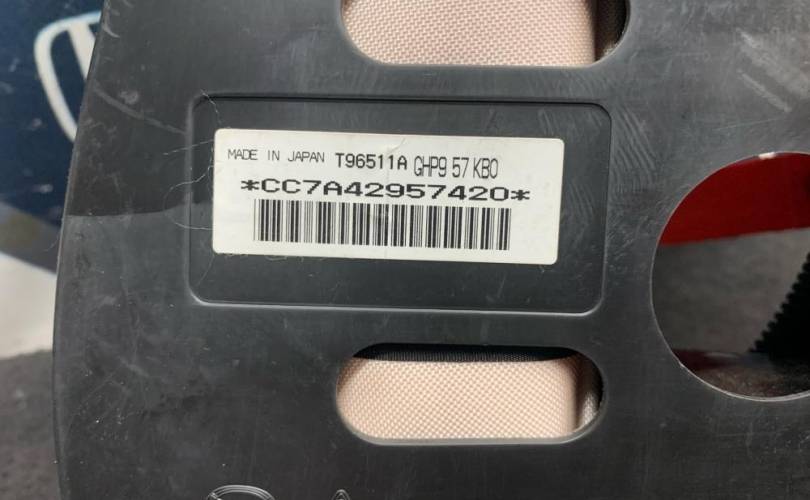 MADE IN JAPAN T96511A GHP9 57 KB0
*CC7A42957420*